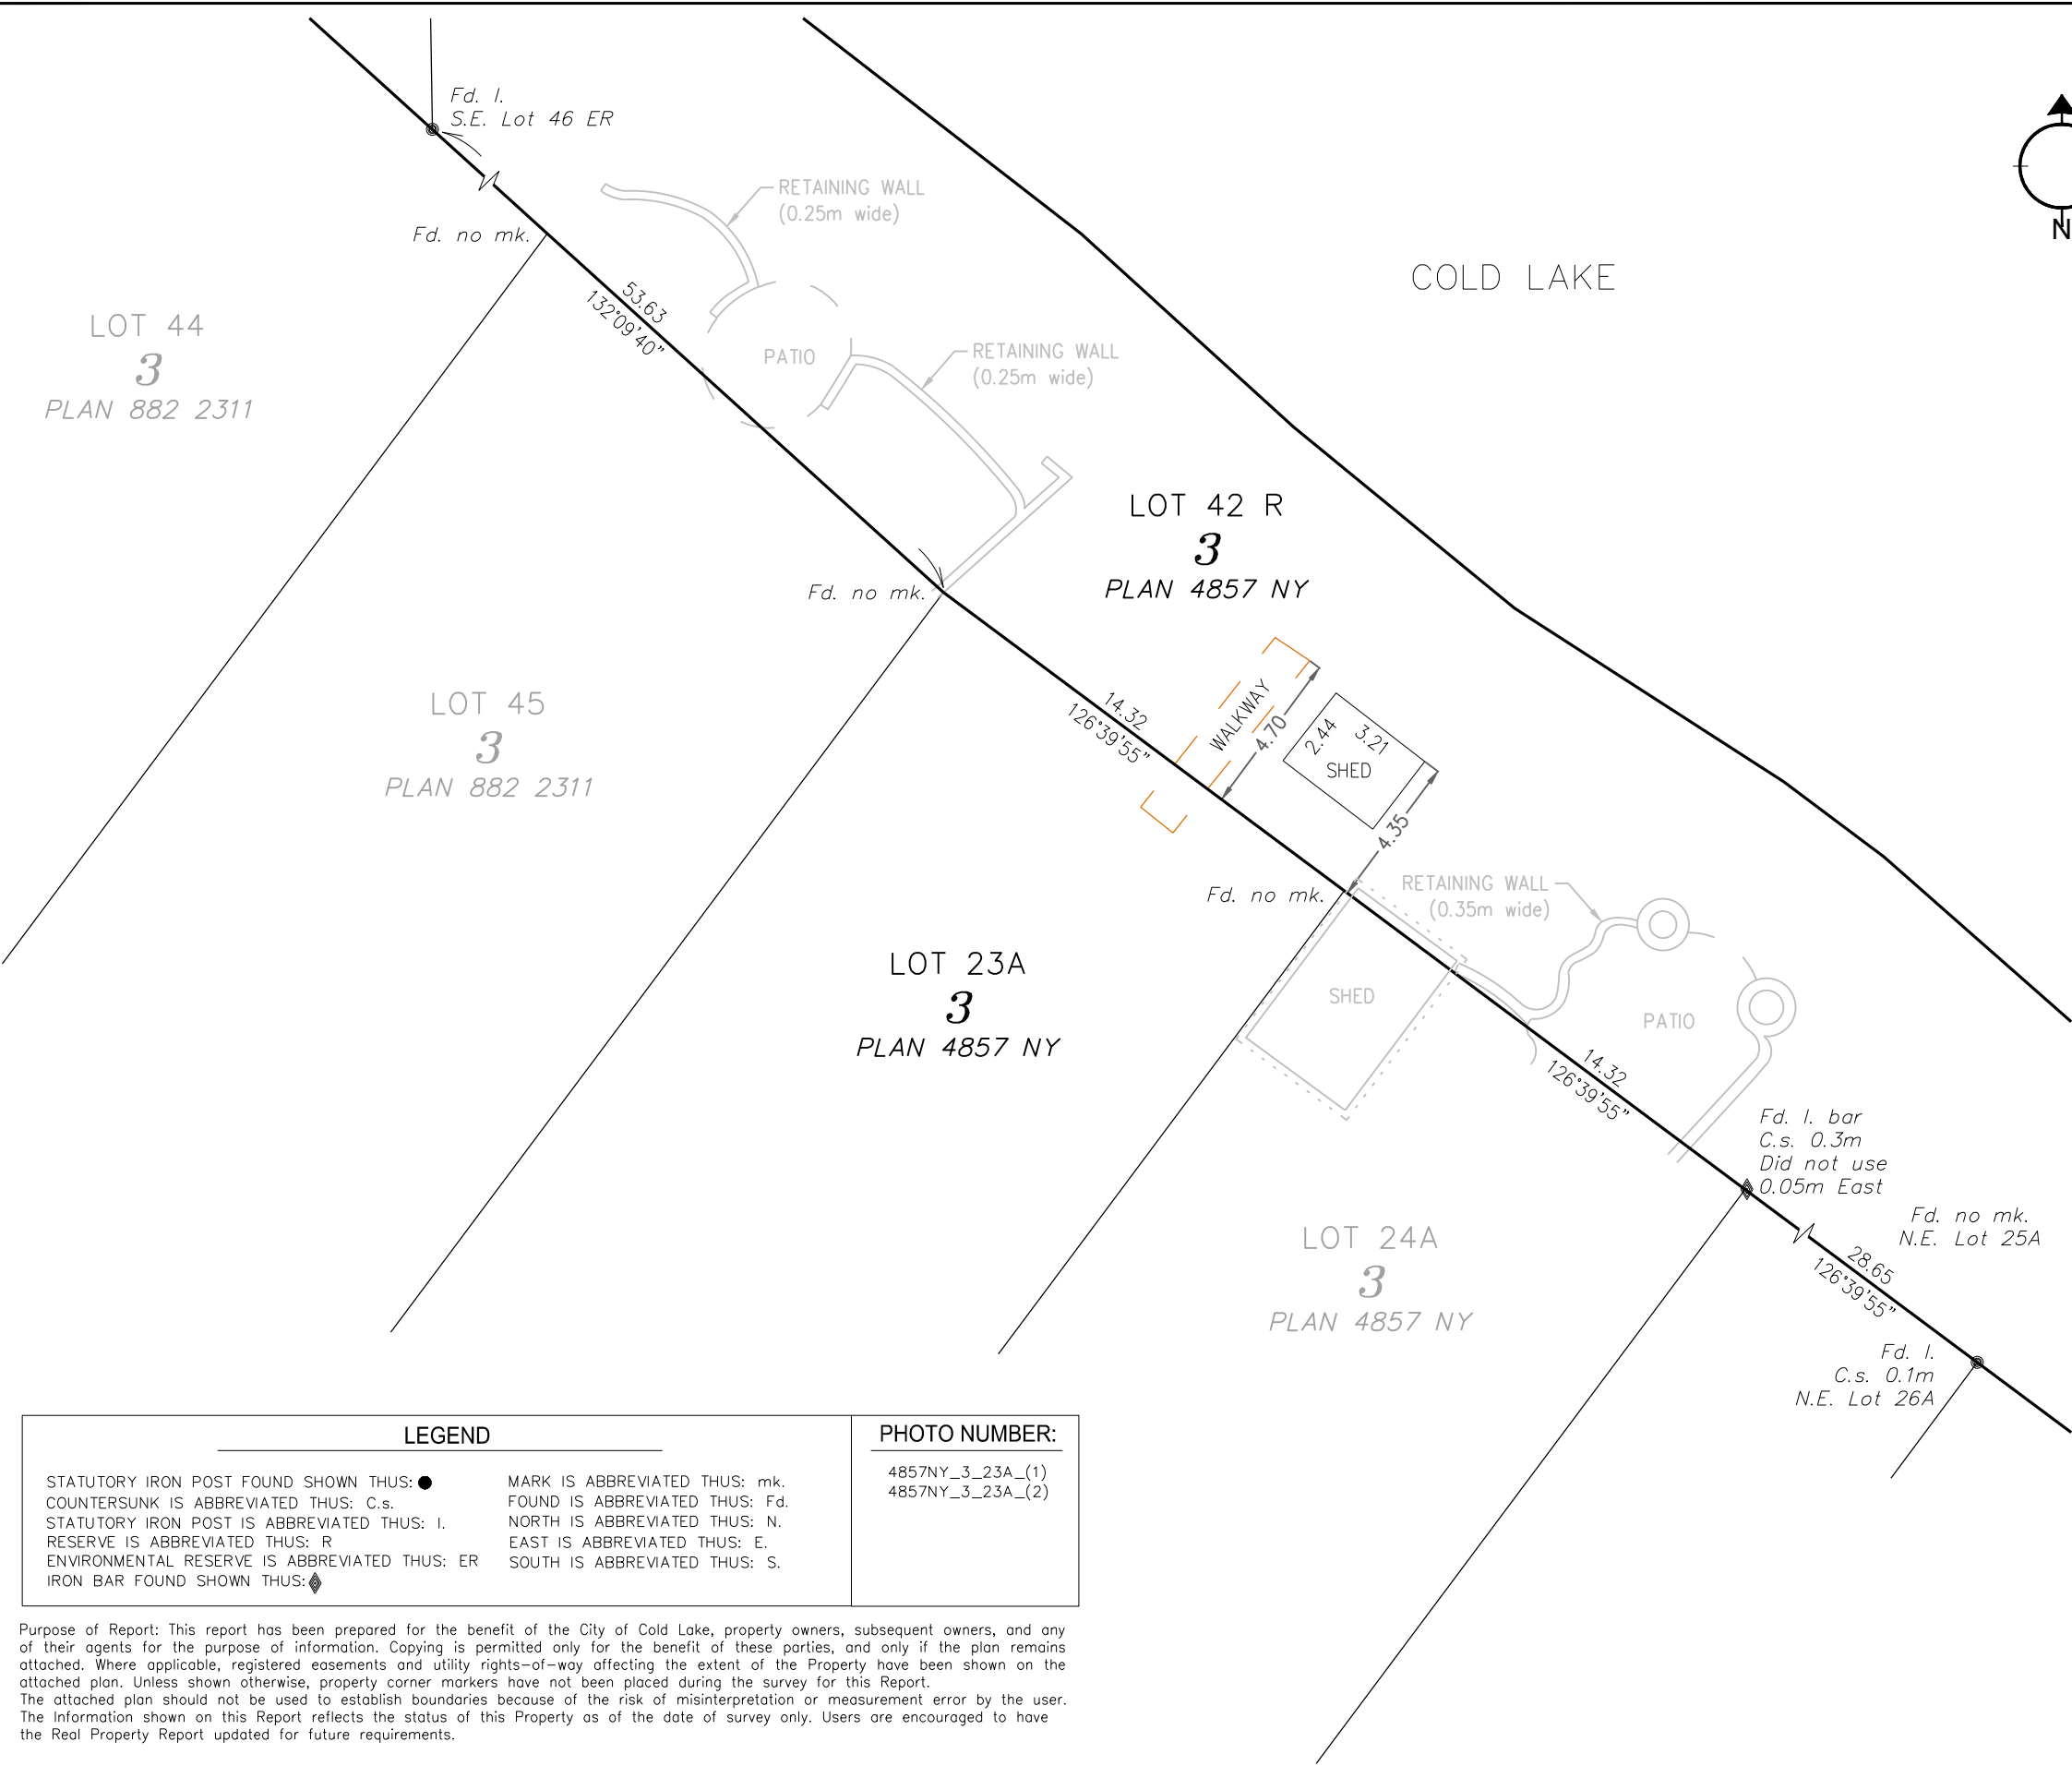 Fd. I.
S.E. Lot 46 ER
RETAINING WALL
(0.25m wide)
N
Fd. no mk.
COLD LAKE
53.63
132°09'40"
LOT 44
3
PLAN 882 2311
PATIO
RETAINING WALL
(0.25m wide)
LOT 42 R
3
PLAN 4857 NY
Fd. no mk.
LOT 45
3
PLAN 882 2311
14.32
126°39'55"
WALKWAY
4.70
2.44
3.21
SHED
4.35
Fd. no mk.
RETAINING WALL
(0.35m wide)
LOT 23A
3
PLAN 4857 NY
SHED
PATIO
14.32
126°39'55"
Fd. I. bar
C.s. 0.3m
Did not use
0.05m East
Fd. no mk.
N.E. Lot 25A
LOT 24A
3
PLAN 4857 NY
28.65
126°39'55"
Fd. I.
C.s. 0.1m
N.E. Lot 26A
LEGEND
STATUTORY IRON POST FOUND SHOWN THUS:
COUNTERSUNK IS ABBREVIATED THUS: C.s.
STATUTORY IRON POST IS ABBREVIATED THUS: I.
RESERVE IS ABBREVIATED THUS: R
ENVIRONMENTAL RESERVE IS ABBREVIATED THUS: ER
IRON BAR FOUND SHOWN THUS:
MARK IS ABBREVIATED THUS: mk.
FOUND IS ABBREVIATED THUS: Fd.
NORTH IS ABBREVIATED THUS: N.
EAST IS ABBREVIATED THUS: E.
SOUTH IS ABBREVIATED THUS: S.
PHOTO NUMBER:
4857NY_3_23A_(1)
4857NY_3_23A_(2)
Purpose of Report: This report has been prepared for the benefit of the City of Cold Lake, property owners, subsequent owners, and any
of their agents for the purpose of information. Copying is permitted only for the benefit of these parties, and only if the plan remains
attached. Where applicable, registered easements and utility rights-of-way affecting the extent of the Property have been shown on the
attached plan. Unless shown otherwise, property corner markers have not been placed during the survey for this Report.
The attached plan should not be used to establish boundaries because of the risk of misinterpretation or measurement error by the user.
The Information shown on this Report reflects the status of this Property as of the date of survey only. Users are encouraged to have
the Real Property Report updated for future requirements.